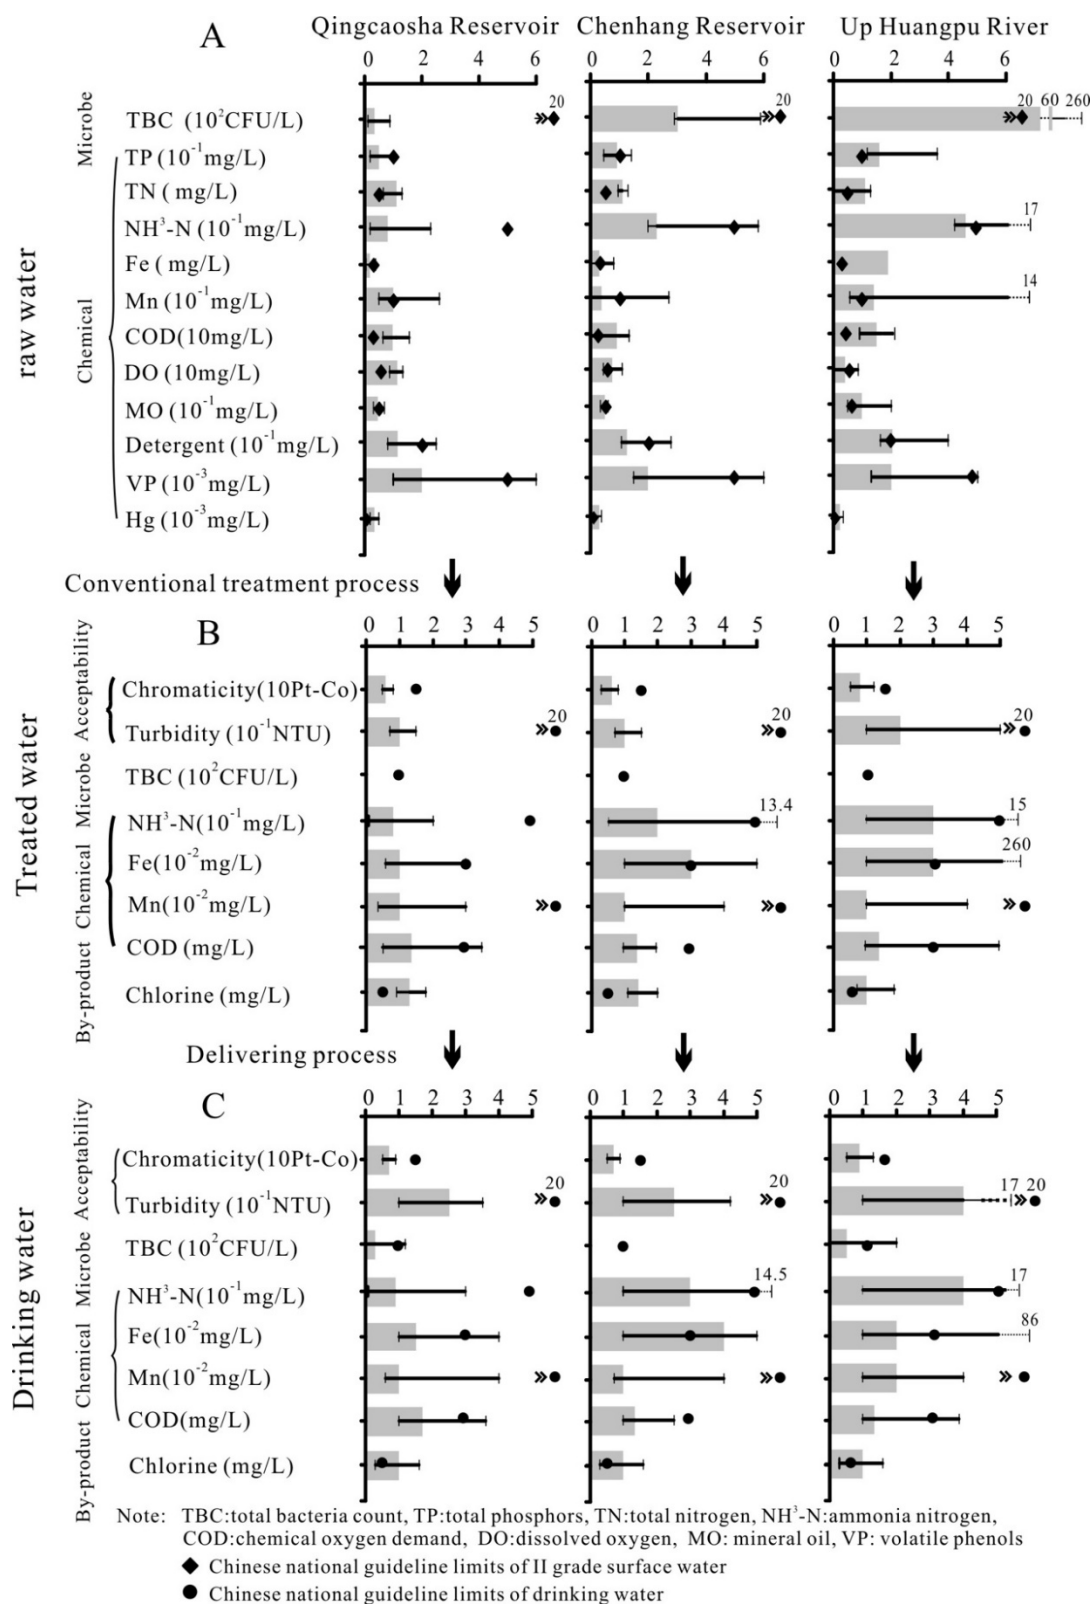 A
Qingcaosha Reservoir
Chenhang Reservoir
Up Huangpu River
0 2 4 6
0 2 4 6
0 2 4 6
raw water
Microbe
TBC (10²CFU/L)
20
20
20 60 260
Chemical
TP (10⁻¹mg/L)
TN ( mg/L)
NH³-N (10⁻¹mg/L)
17
Fe ( mg/L)
Mn (10⁻¹mg/L)
14
COD(10mg/L)
DO (10mg/L)
MO (10⁻¹mg/L)
Detergent (10⁻¹mg/L)
VP (10⁻³mg/L)
Hg (10⁻³mg/L)
Conventional treatment process
B
0 1 2 3 4 5
0 1 2 3 4 5
0 1 2 3 4 5
Treated water
Acceptability
Chromaticity(10Pt-Co)
Turbidity (10⁻¹NTU)
20
20
20
Microbe
TBC (10²CFU/L)
Chemical
NH³-N(10⁻¹mg/L)
13.4
15
Fe(10⁻²mg/L)
260
Mn(10⁻²mg/L)
COD (mg/L)
By-product
Chlorine (mg/L)
Delivering process
C
0 1 2 3 4 5
0 1 2 3 4 5
0 1 2 3 4 5
Drinking water
Acceptability
Chromaticity(10Pt-Co)
Turbidity (10⁻¹NTU)
20
20
17 20
Microbe
TBC (10²CFU/L)
Chemical
NH³-N(10⁻¹mg/L)
14.5
17
Fe(10⁻²mg/L)
86
Mn(10⁻²mg/L)
COD(mg/L)
By-product
Chlorine (mg/L)
Note: TBC:total bacteria count, TP:total phosphors, TN:total nitrogen, NH³-N:ammonia nitrogen,
COD:chemical oxygen demand, DO:dissolved oxygen, MO: mineral oil, VP: volatile phenols
◆ Chinese national guideline limits of II grade surface water
● Chinese national guideline limits of drinking water